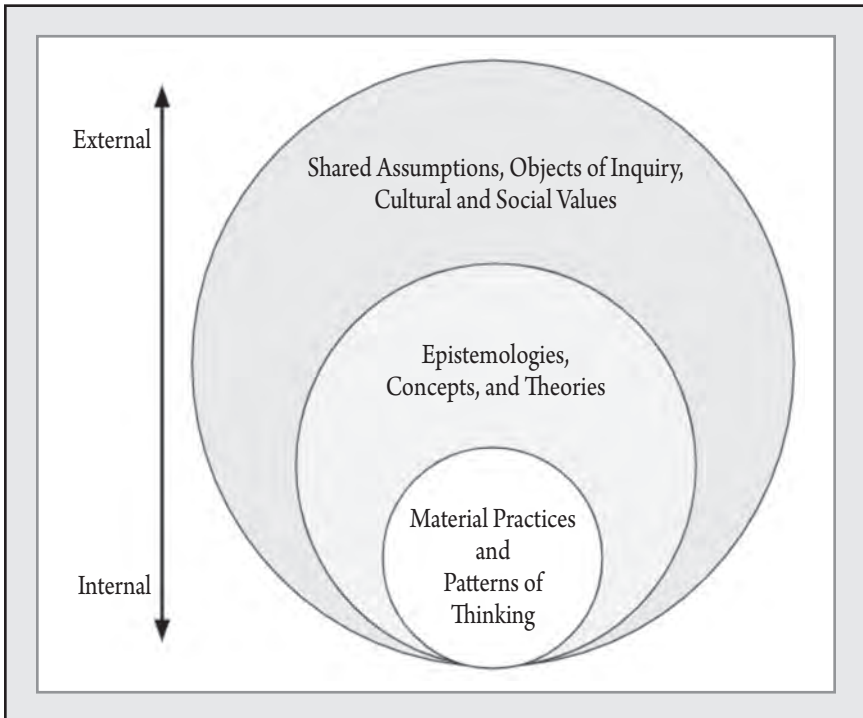 External
Shared Assumptions, Objects of Inquiry,
Cultural and Social Values
Epistemologies,
Concepts, and Theories
Material Practices
and
Patterns of
Thinking
Internal